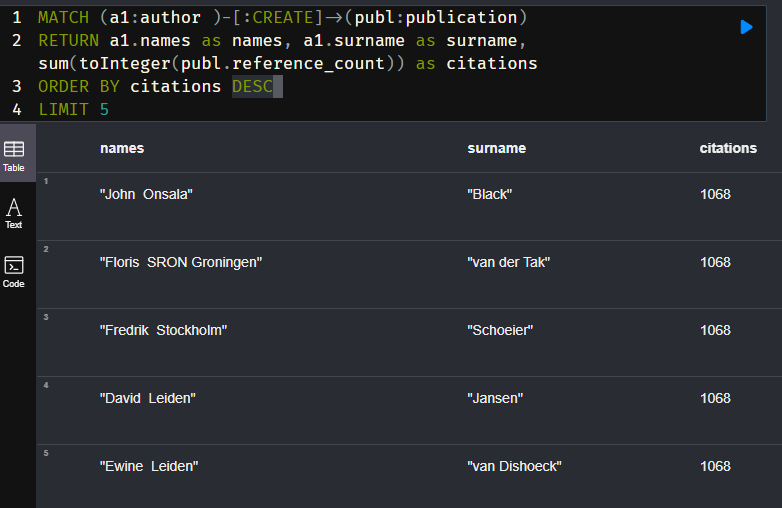 1 MATCH (a1:author )-[:CREATE]->(publ:publication)
2 RETURN a1.names as names, a1.surname as surname,
sum(toInteger(publ.reference_count)) as citations
3 ORDER BY citations DESC
4 LIMIT 5
Table
Text
Code
names surname citations
1 "John  Onsala" "Black" 1068
2 "Floris  SRON Groningen" "van der Tak" 1068
3 "Fredrik  Stockholm" "Schoeier" 1068
4 "David  Leiden" "Jansen" 1068
5 "Ewine  Leiden" "van Dishoeck" 1068